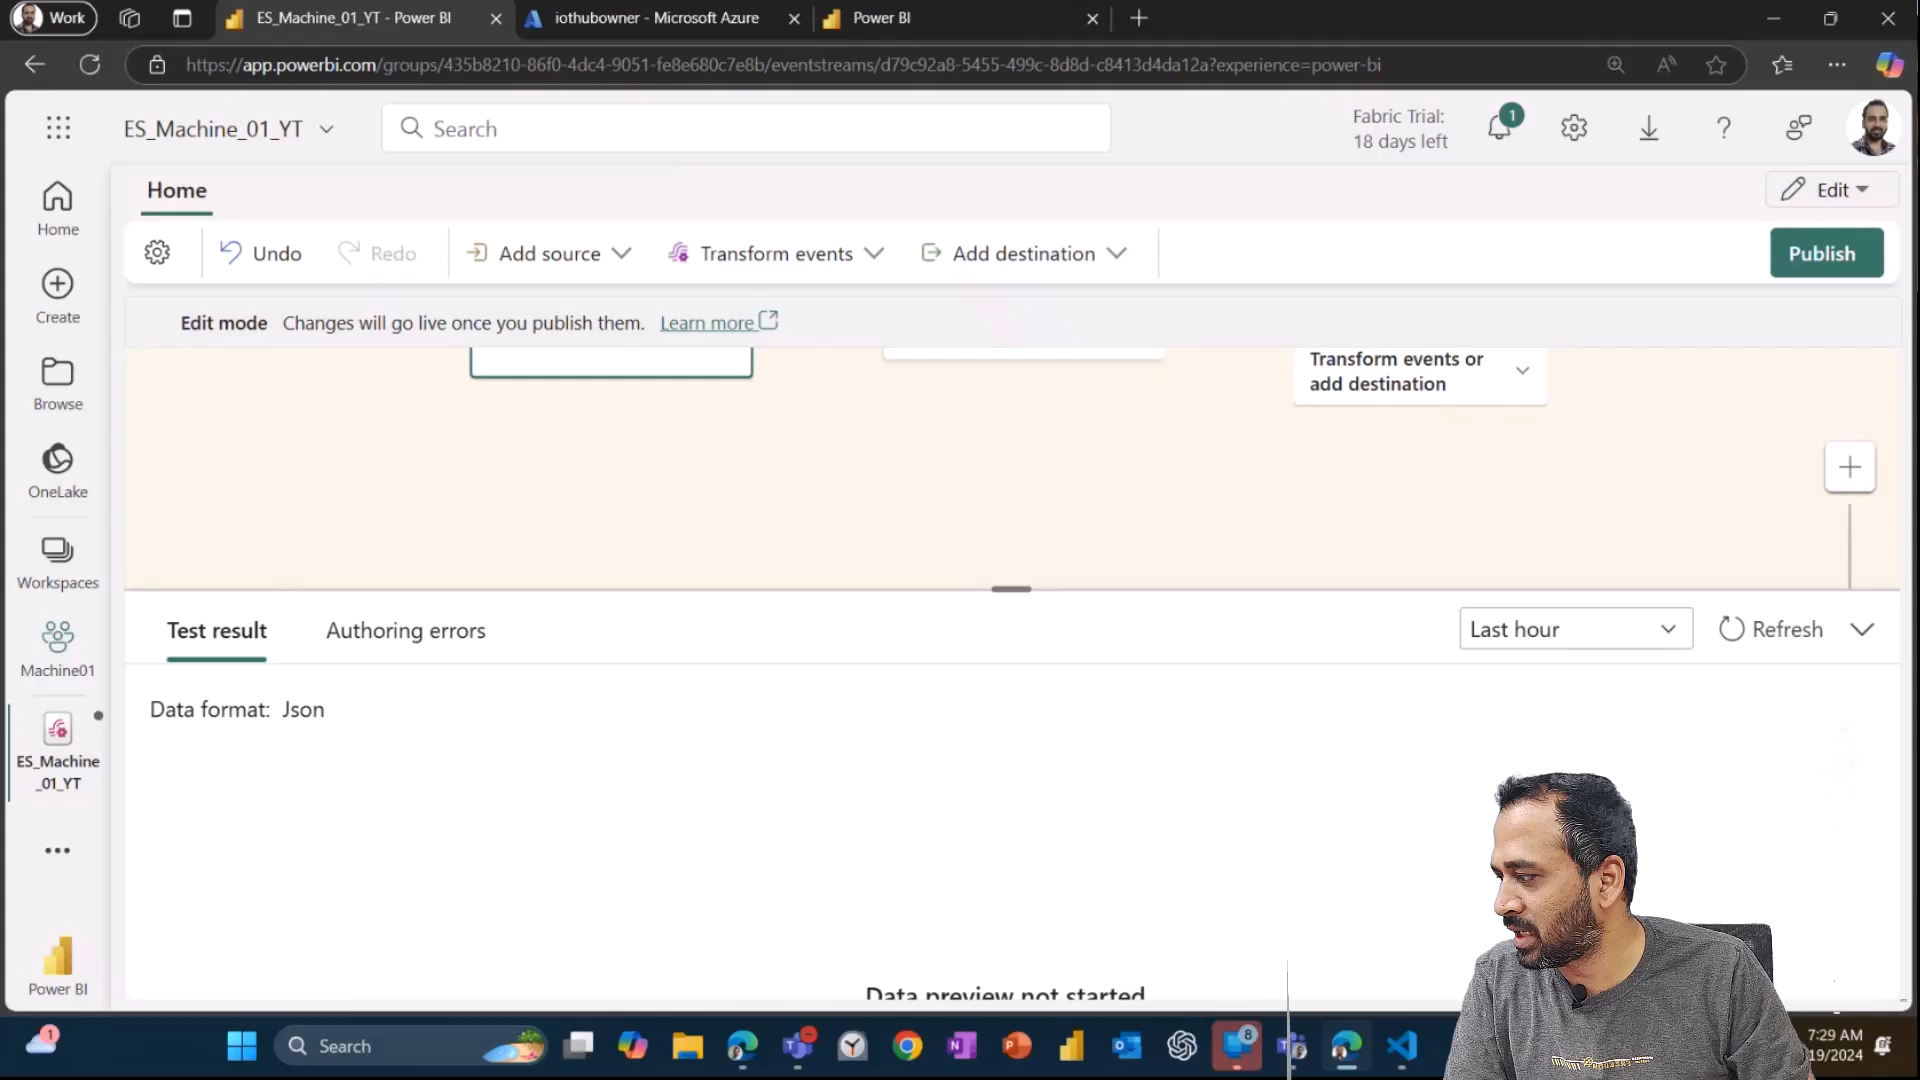 Work
ES_Machine_01_YT - Power BI
iothubowner - Microsoft Azure
Power BI
https://app.powerbi.com/groups/435b8210-86f0-4dc4-9051-fe8e680c7e8b/eventstreams/d79c92a8-5455-499c-8d8d-c8413d4da12a?experience=power-bi
ES_Machine_01_YT
Search
Fabric Trial:
18 days left
1
Home
Edit
Undo
Redo
Add source
Transform events
Add destination
Publish
Edit mode Changes will go live once you publish them. Learn more
Home
Create
Browse
OneLake
Workspaces
Machine01
ES_Machine
_01_YT
Power BI
Transform events or
add destination
Test result
Authoring errors
Last hour
Refresh
Data format: Json
Data preview not started
1
Search
8
7:29 AM
19/2024